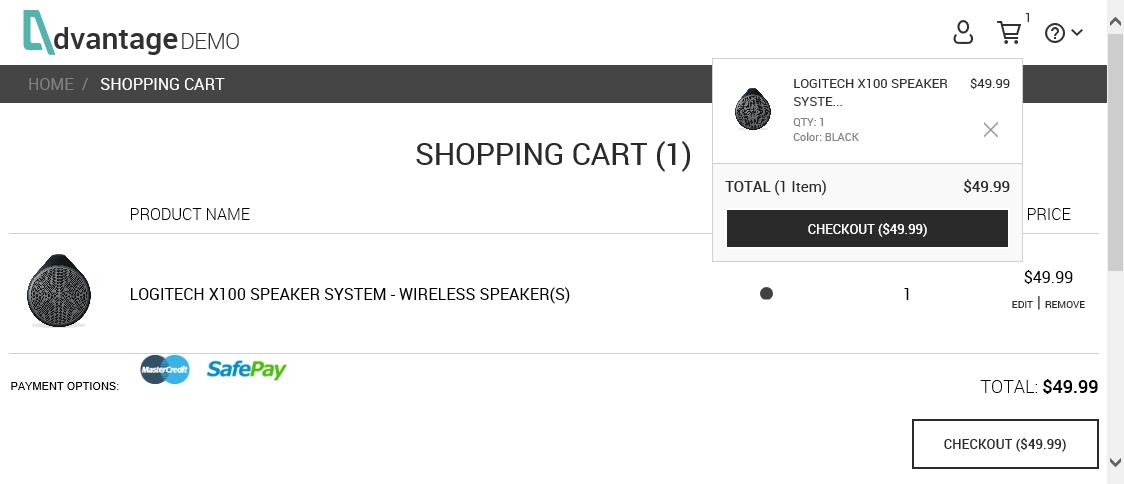 dvantage DEMO
1
HOME / SHOPPING CART
LOGITECH X100 SPEAKER SYSTE...
$49.99
QTY: 1
Color: BLACK
TOTAL (1 Item) $49.99
CHECKOUT ($49.99)
SHOPPING CART (1)
PRODUCT NAME
PRICE
LOGITECH X100 SPEAKER SYSTEM - WIRELESS SPEAKER(S)
1
$49.99
EDIT | REMOVE
PAYMENT OPTIONS:
MasterCredit
SafePay
TOTAL: $49.99
CHECKOUT ($49.99)